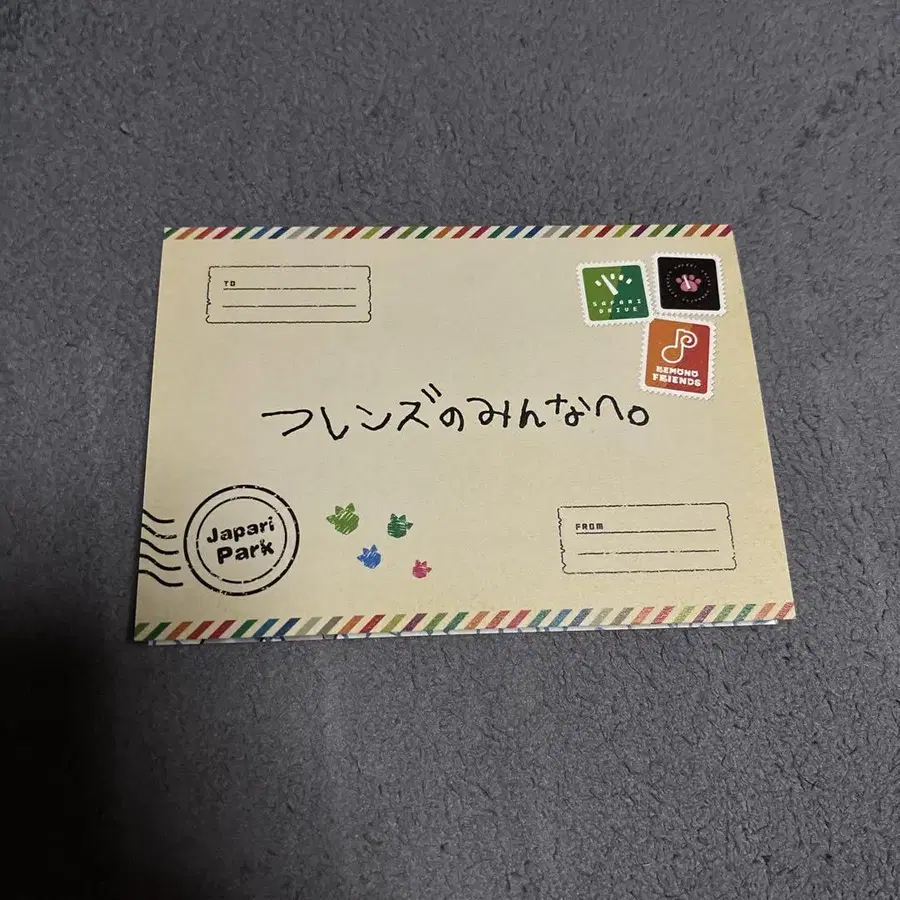 TO
SAFARI
DRIVE
KEMONO
FRIENDS
フレンズのみんなへ。
Japari
Park
FROM